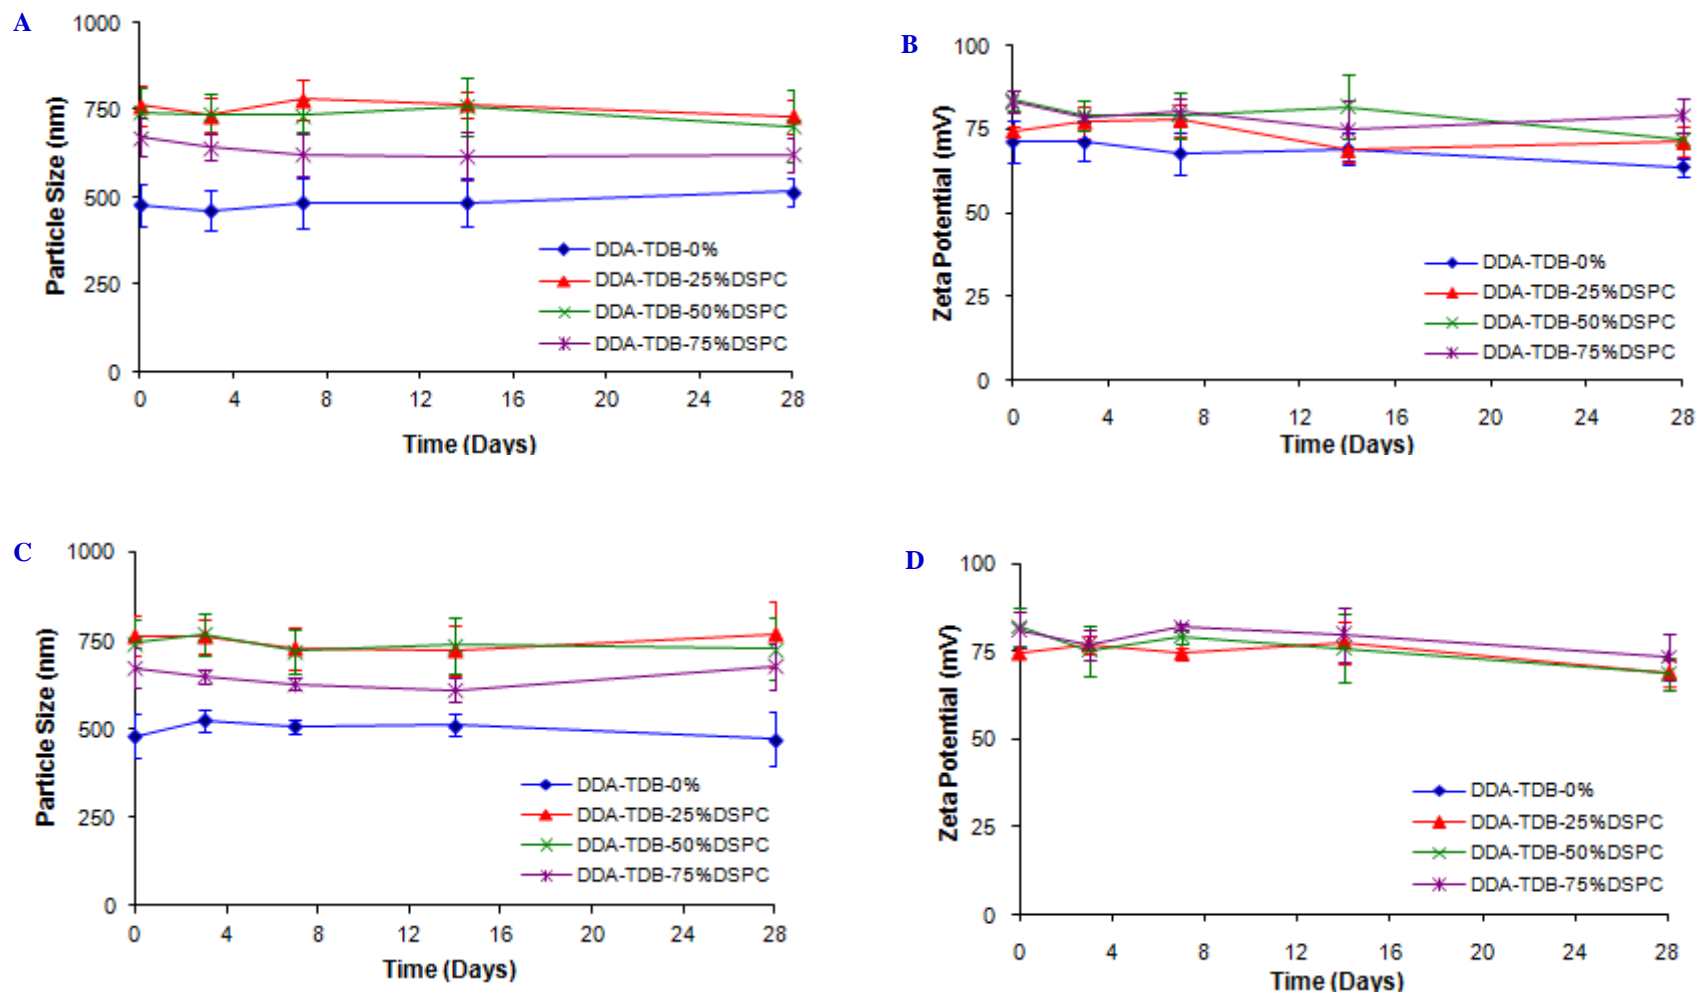 A
1000
750
500
250
0
Particle Size (nm)
DDA-TDB-0%
DDA-TDB-25%DSPC
DDA-TDB-50%DSPC
DDA-TDB-75%DSPC
0 4 8 12 16 20 24 28
Time (Days)
B
100
75
50
25
0
Zeta Potential (mV)
DDA-TDB-0%
DDA-TDB-25%DSPC
DDA-TDB-50%DSPC
DDA-TDB-75%DSPC
0 4 8 12 16 20 24 28
Time (Days)
C
1000
750
500
250
0
Particle Size (nm)
DDA-TDB-0%
DDA-TDB-25%DSPC
DDA-TDB-50%DSPC
DDA-TDB-75%DSPC
0 4 8 12 16 20 24 28
Time (Days)
D
100
75
50
25
0
Zeta Potential (mV)
DDA-TDB-0%
DDA-TDB-25%DSPC
DDA-TDB-50%DSPC
DDA-TDB-75%DSPC
0 4 8 12 16 20 24 28
Time (Days)